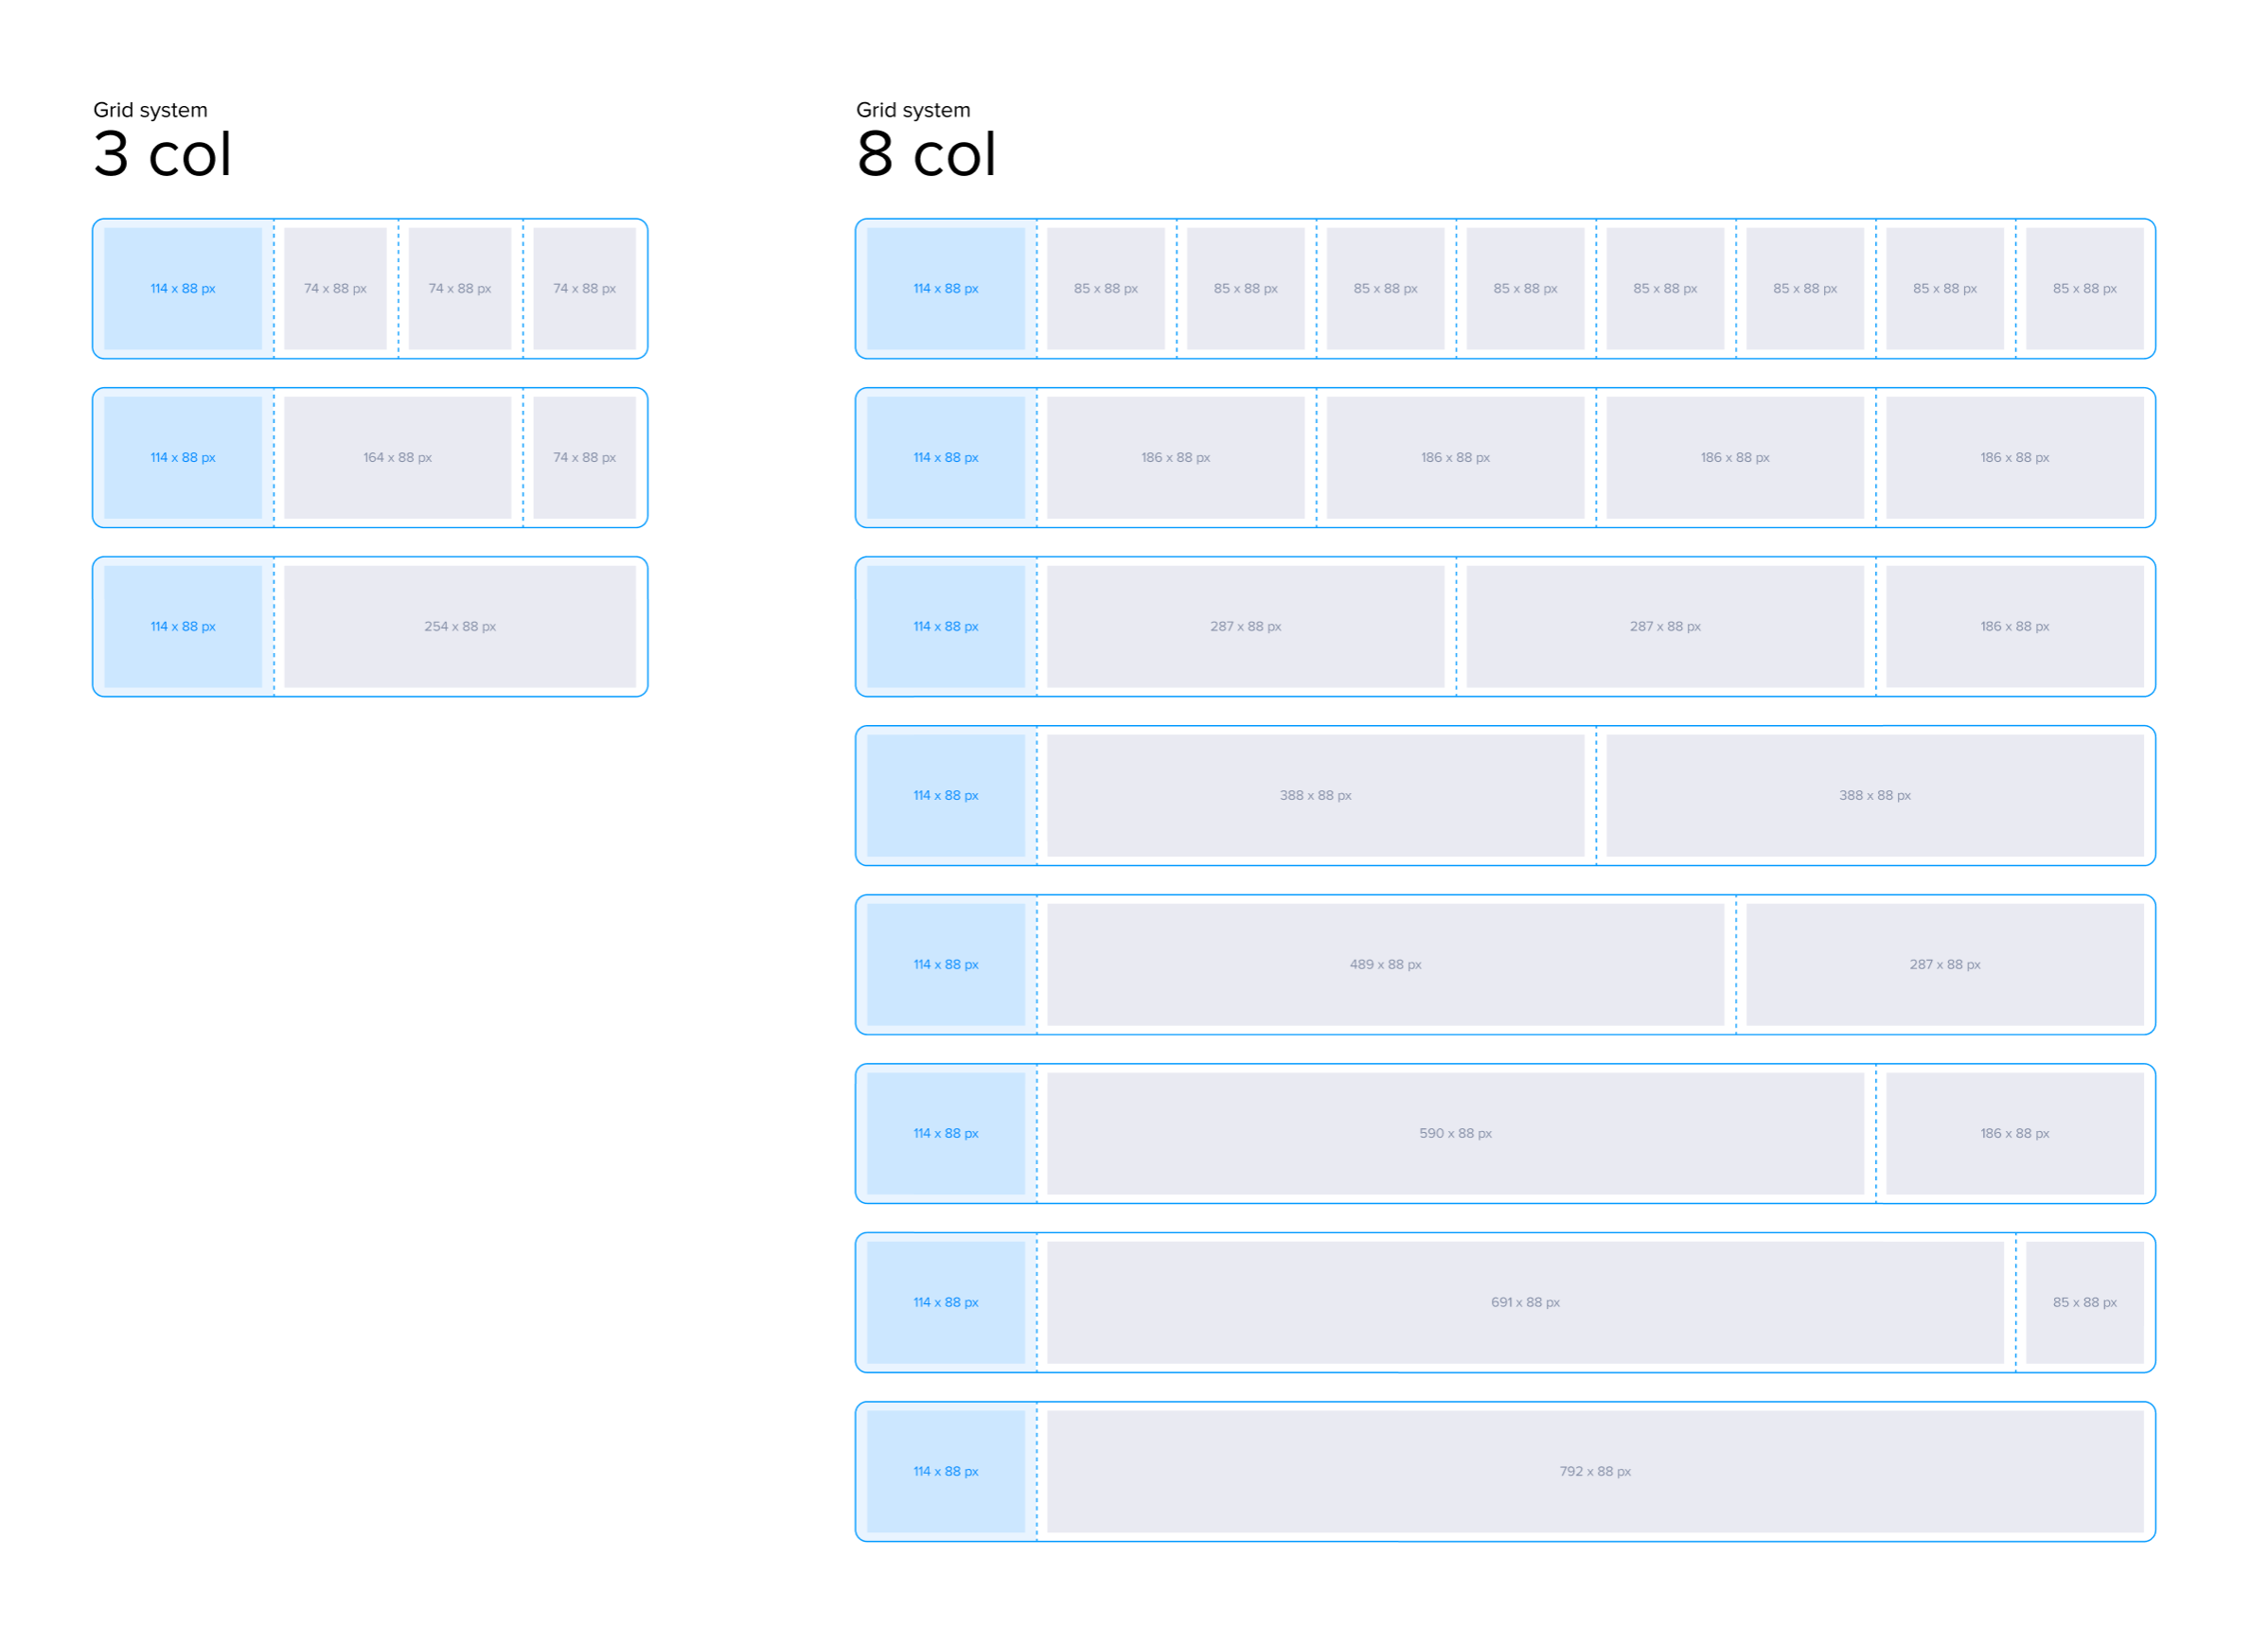 Grid system
3 col
114 x 88 px 74 x 88 px 74 x 88 px 74 x 88 px
114 x 88 px 164 x 88 px 74 x 88 px
114 x 88 px 254 x 88 px
Grid system
8 col
114 x 88 px 85 x 88 px 85 x 88 px 85 x 88 px 85 x 88 px 85 x 88 px 85 x 88 px 85 x 88 px 85 x 88 px
114 x 88 px 186 x 88 px 186 x 88 px 186 x 88 px 186 x 88 px
114 x 88 px 287 x 88 px 287 x 88 px 186 x 88 px
114 x 88 px 388 x 88 px 388 x 88 px
114 x 88 px 489 x 88 px 287 x 88 px
114 x 88 px 590 x 88 px 186 x 88 px
114 x 88 px 691 x 88 px 85 x 88 px
114 x 88 px 792 x 88 px